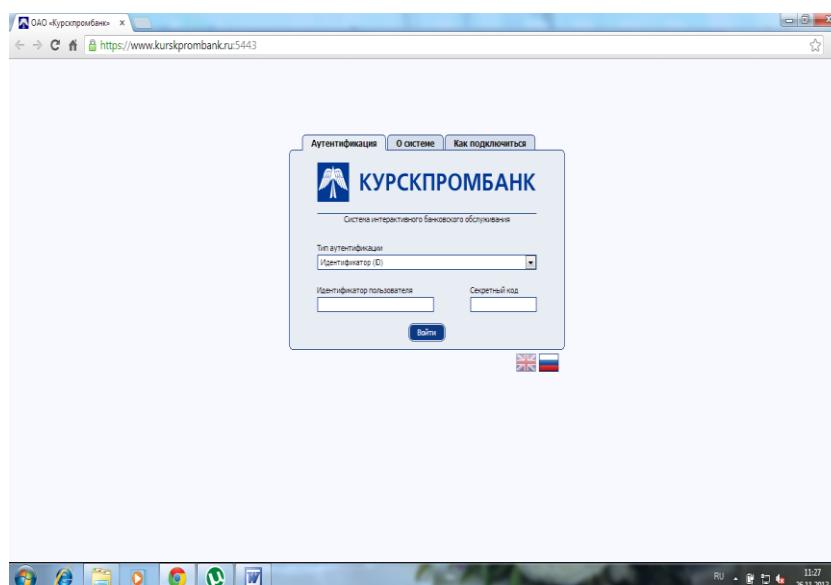 ОАО «Курскпромбанк» x
https://www.kurskprombank.ru:5443
Аутентификация О системе Как подключиться
КУРСКПРОМБАНК
Система интерактивного банковского обслуживания
Тип аутентификации
Идентификатор (ID)
Идентификатор пользователя Секретный код
Войти
RU 11:27